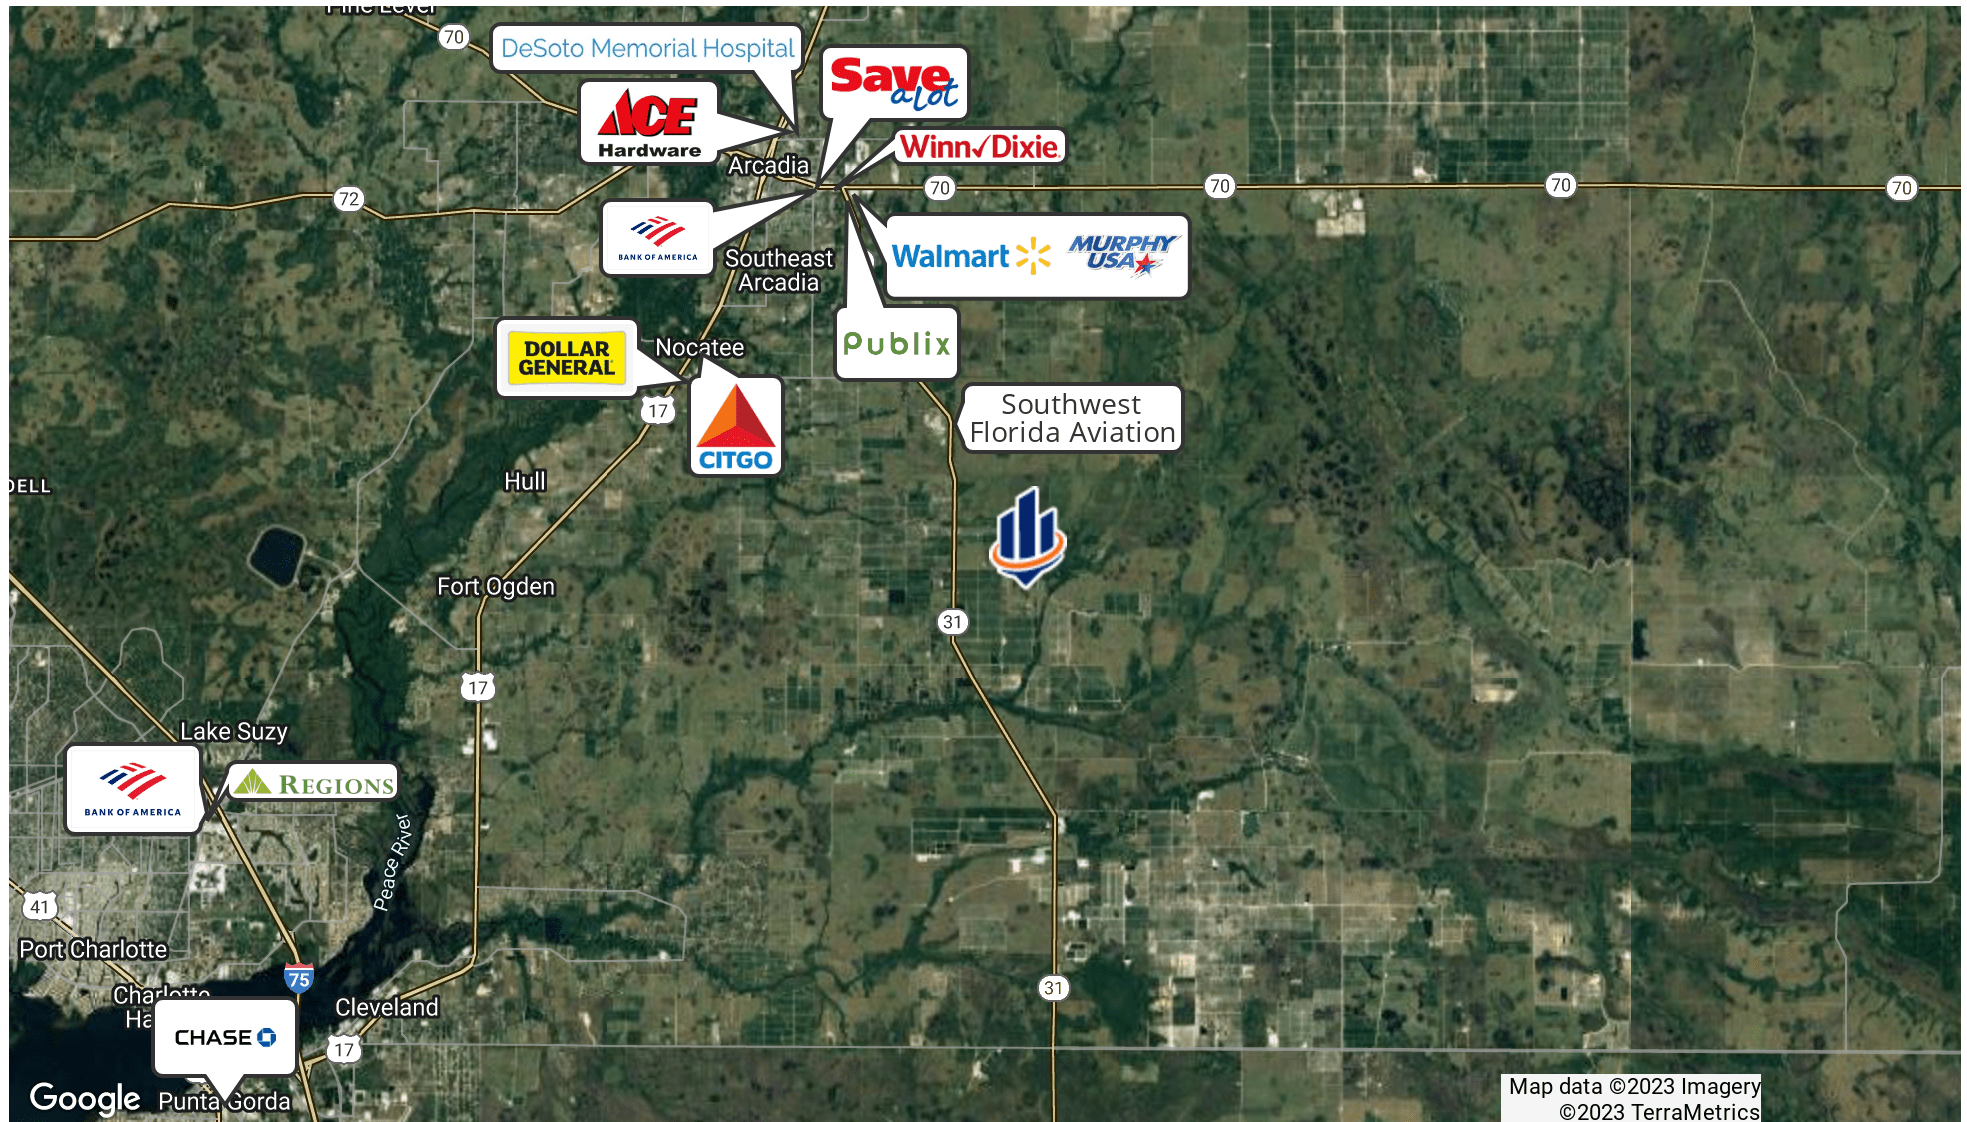 Pine Level
70
DeSoto Memorial Hospital
Save
a Lot
ACE
Hardware
Winn Dixie
Arcadia
70
70
70
70
72
BANK OF AMERICA
Walmart
MURPHY
USA
Southeast
Arcadia
Publix
DOLLAR
GENERAL
Nocatee
17
CITGO
Southwest
Florida Aviation
DELL
Hull
Fort Ogden
31
17
Lake Suzy
BANK OF AMERICA
REGIONS
Peace River
41
Port Charlotte
75
31
Charlotte
Ha
Cleveland
CHASE
17
Google
Punta Gorda
Map data ©2023 Imagery
©2023 TerraMetrics